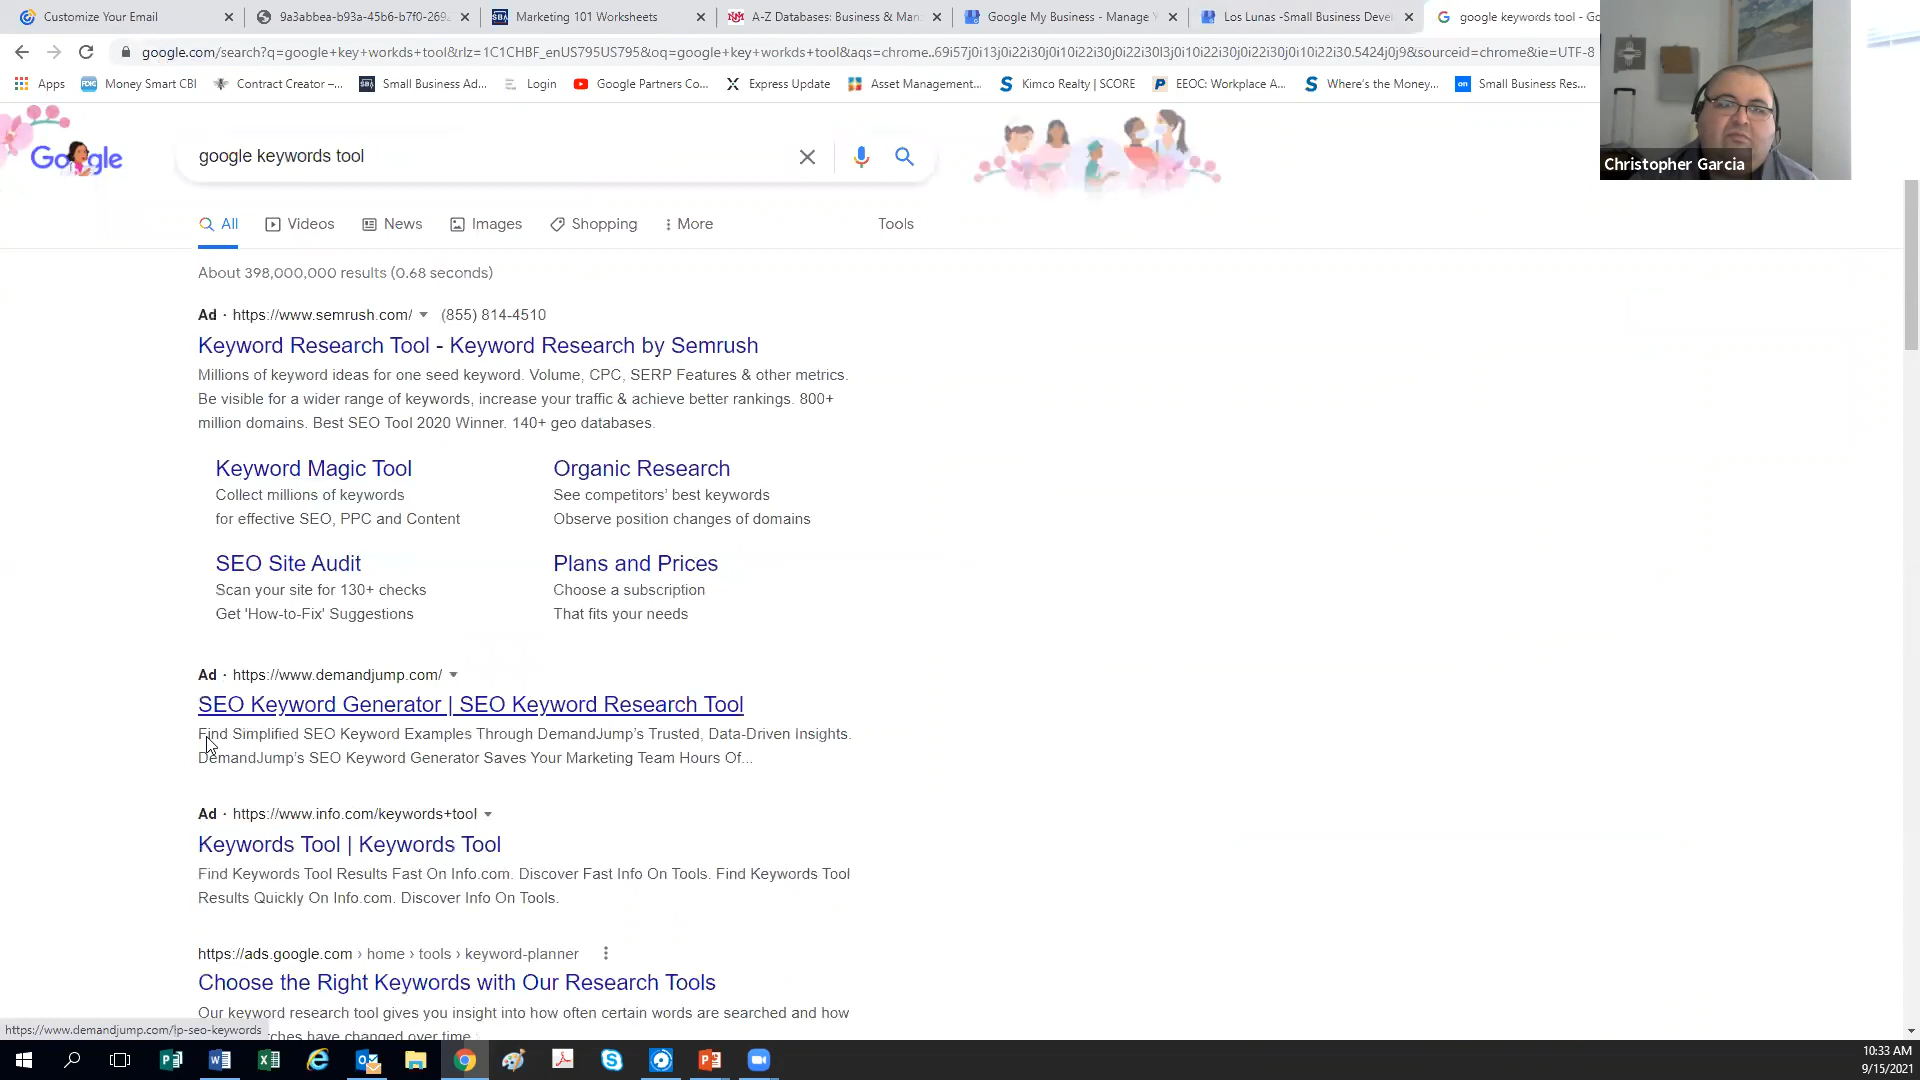 Customize Your Email
9a3abbea-b93a-45b6-b7f0-269
Marketing 101 Worksheets
A-Z Databases: Business & Man
Google My Business - Manage Y
Los Lunas -Small Business Deve
google keywords tool - Go
google.com/search?q=google+key+workds+tool&rlz=1C1CHBF_enUS795US795&oq=google+key+workds+tool&aqs=chrome..69i57j0i13j0i22i30j0i10i22i30j0i22i30l3j0i10i22i30j0i22i30j0i10i22i30.5424j0j9&sourceid=chrome&ie=UTF-8
Apps
Money Smart CBI
Contract Creator –...
Small Business Ad...
Login
Google Partners Co...
Express Update
Asset Management...
Kimco Realty | SCORE
EEOC: Workplace A...
Where's the Money...
Small Business Res...
Christopher Garcia
Google
google keywords tool
All
Videos
News
Images
Shopping
More
Tools
About 398,000,000 results (0.68 seconds)
Ad · https://www.semrush.com/ (855) 814-4510
Keyword Research Tool - Keyword Research by Semrush
Millions of keyword ideas for one seed keyword. Volume, CPC, SERP Features & other metrics.
Be visible for a wider range of keywords, increase your traffic & achieve better rankings. 800+
million domains. Best SEO Tool 2020 Winner. 140+ geo databases.
Keyword Magic Tool
Collect millions of keywords
for effective SEO, PPC and Content
Organic Research
See competitors' best keywords
Observe position changes of domains
SEO Site Audit
Scan your site for 130+ checks
Get 'How-to-Fix' Suggestions
Plans and Prices
Choose a subscription
That fits your needs
Ad · https://www.demandjump.com/
SEO Keyword Generator | SEO Keyword Research Tool
Find Simplified SEO Keyword Examples Through DemandJump's Trusted, Data-Driven Insights.
DemandJump's SEO Keyword Generator Saves Your Marketing Team Hours Of...
Ad · https://www.info.com/keywords+tool
Keywords Tool | Keywords Tool
Find Keywords Tool Results Fast On Info.com. Discover Fast Info On Tools. Find Keywords Tool
Results Quickly On Info.com. Discover Info On Tools.
https://ads.google.com › home › tools › keyword-planner
Choose the Right Keywords with Our Research Tools
Our keyword research tool gives you insight into how often certain words are searched and how
ches have changed over time.
https://www.demandjump.com/lp-seo-keywords
10:33 AM
9/15/2021